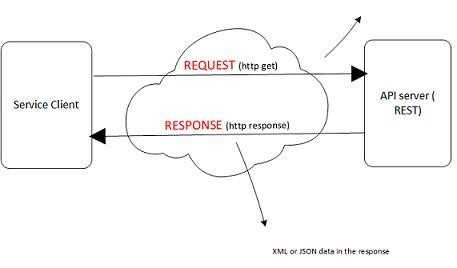 REQUEST (http get)
Service Client
API server (
REST)
RESPONSE (http response)
XML or JSON data in the response